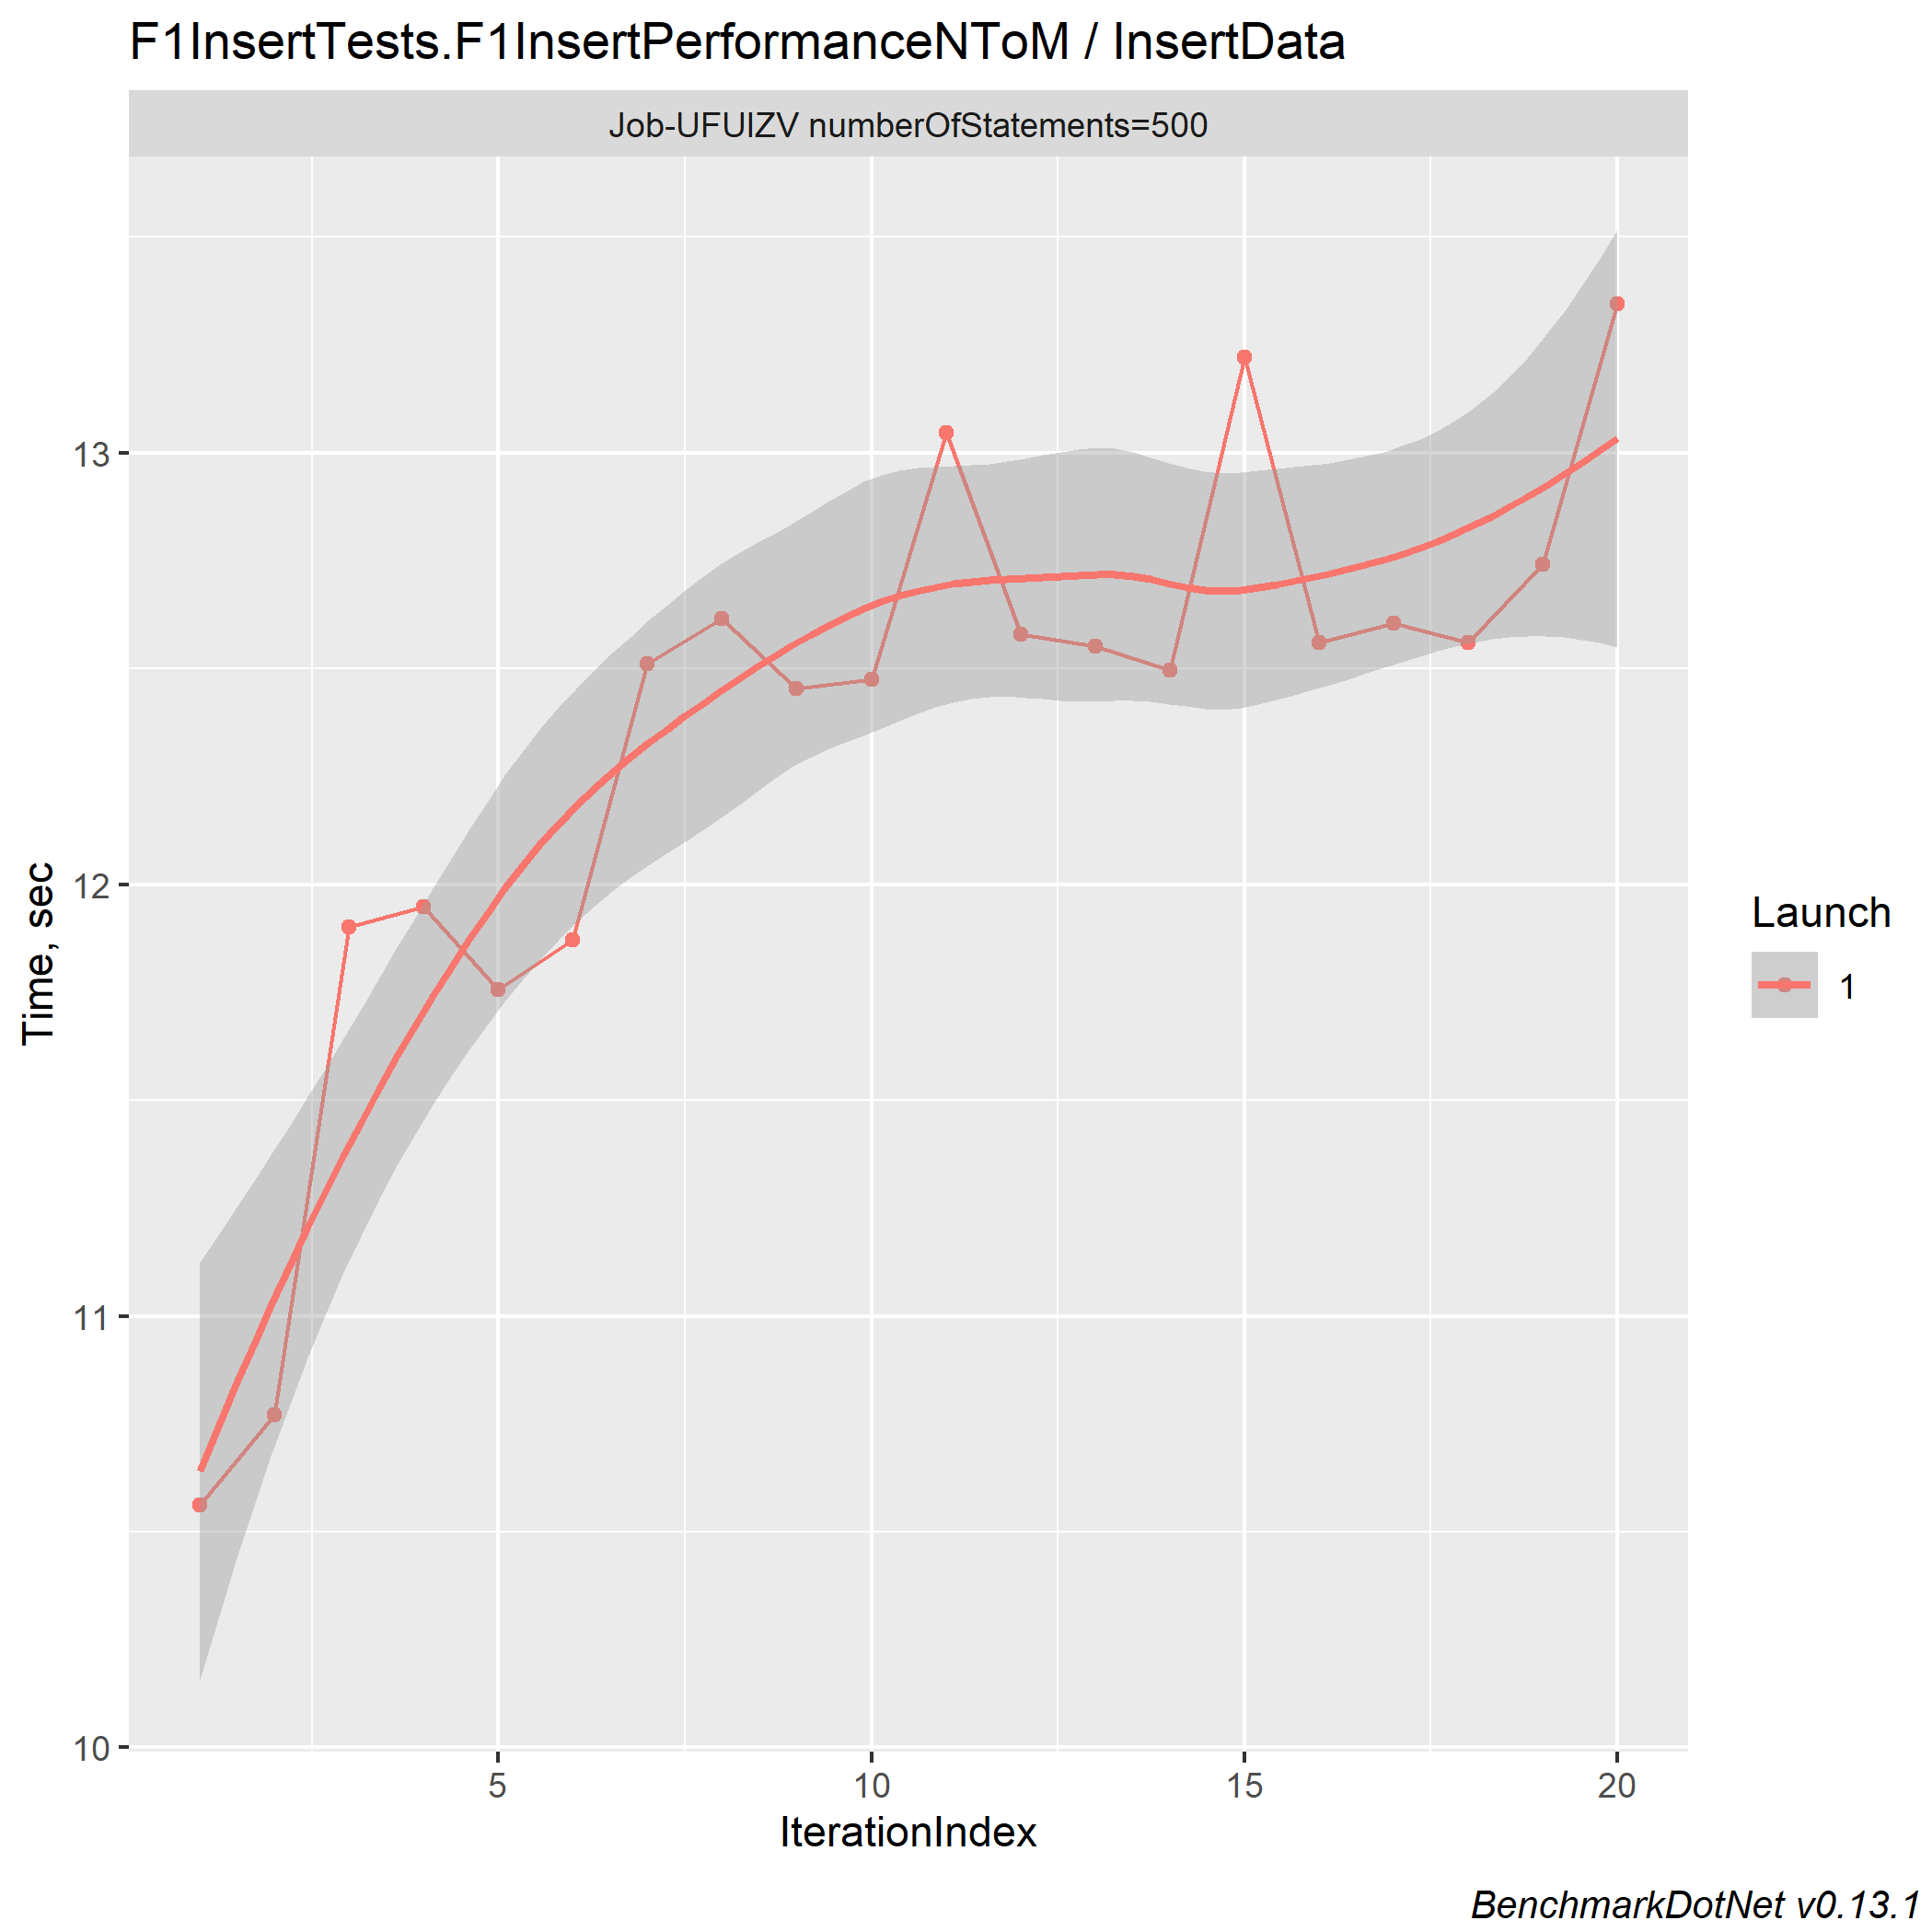 F1InsertTests.F1InsertPerformanceNToM / InsertData
Job-UFUIZV numberOfStatements=500
Time, sec
13
12
11
10
5
10
15
20
IterationIndex
Launch
1
BenchmarkDotNet v0.13.1